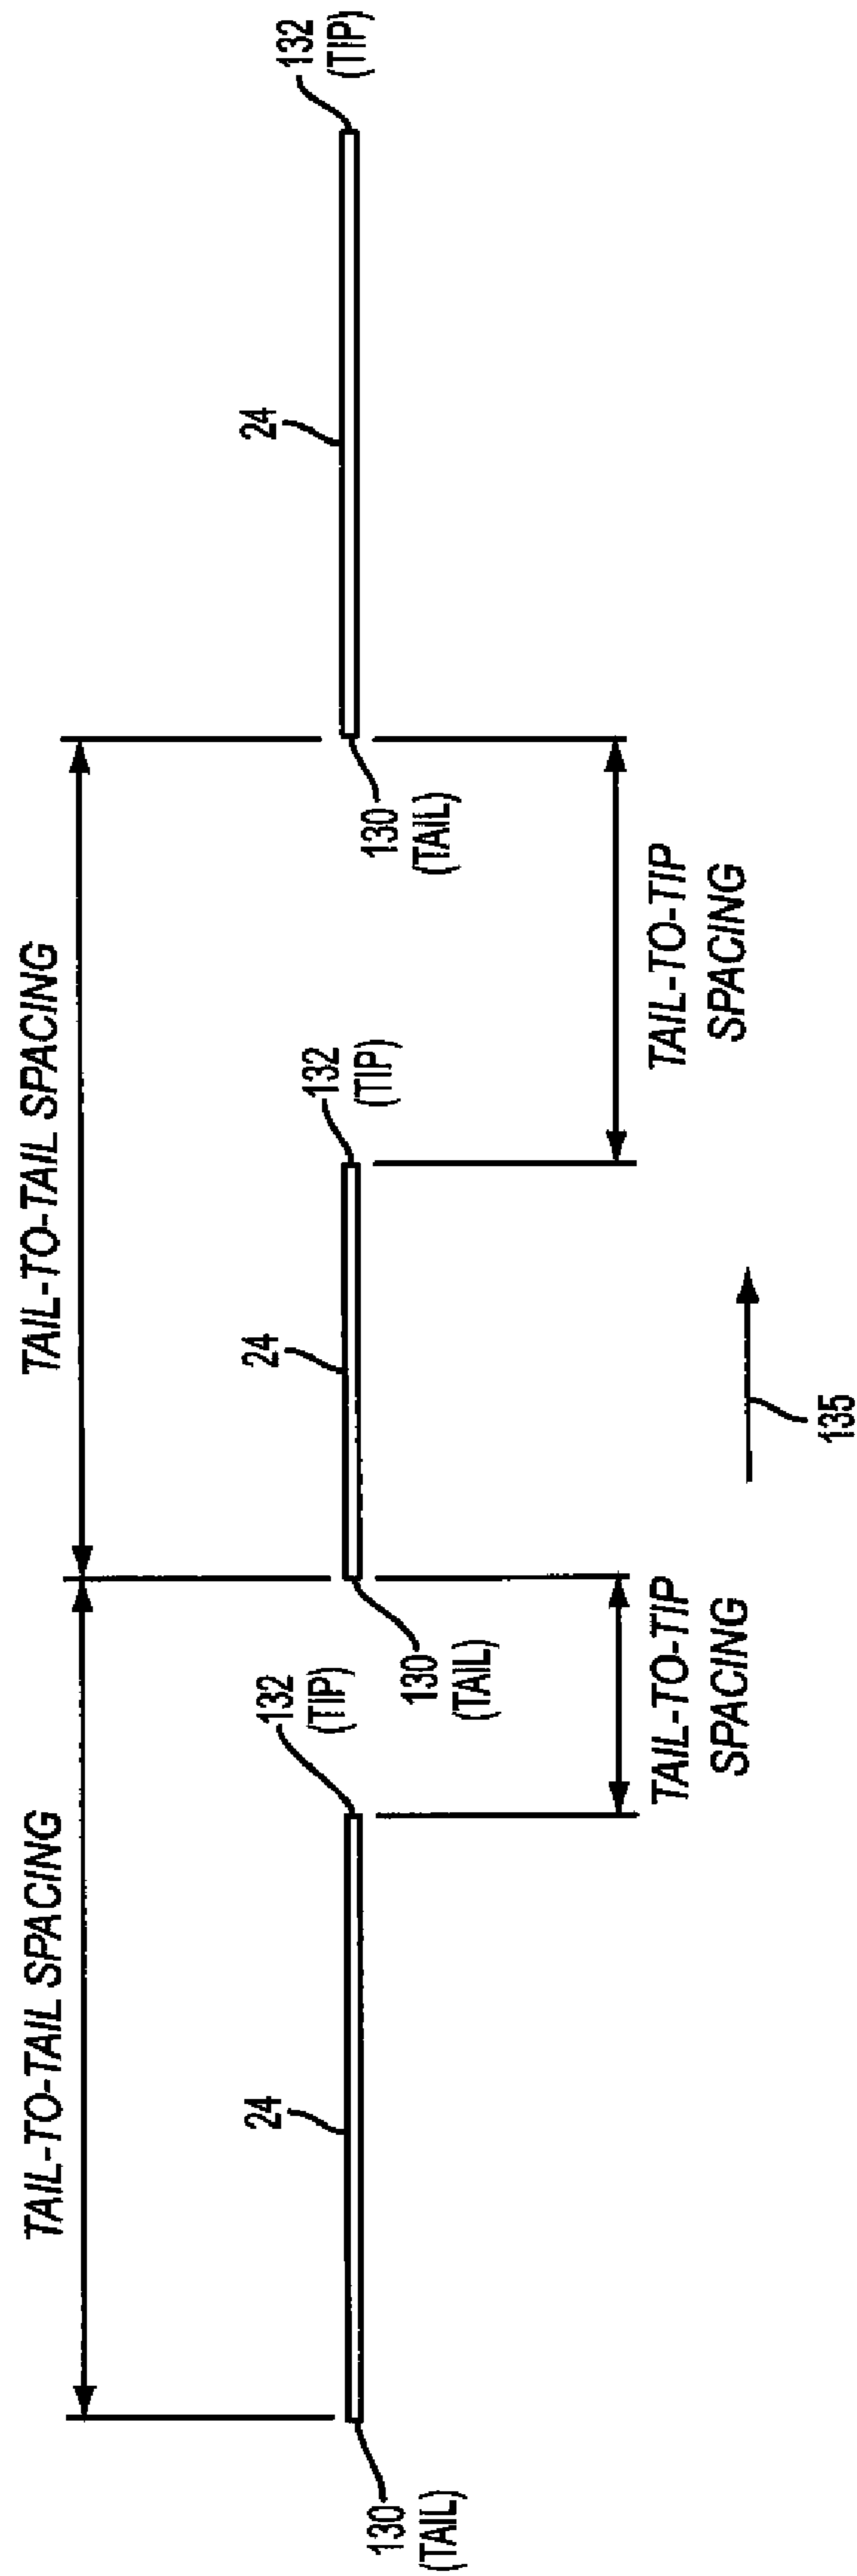 TAIL-TO-TAIL SPACING
TAIL-TO-TAIL SPACING
130
(TAIL)
24
132
(TIP)
130
(TAIL)
24
132
(TIP)
130
(TAIL)
24
132
(TIP)
TAIL-TO-TIP
SPACING
TAIL-TO-TIP
SPACING
135